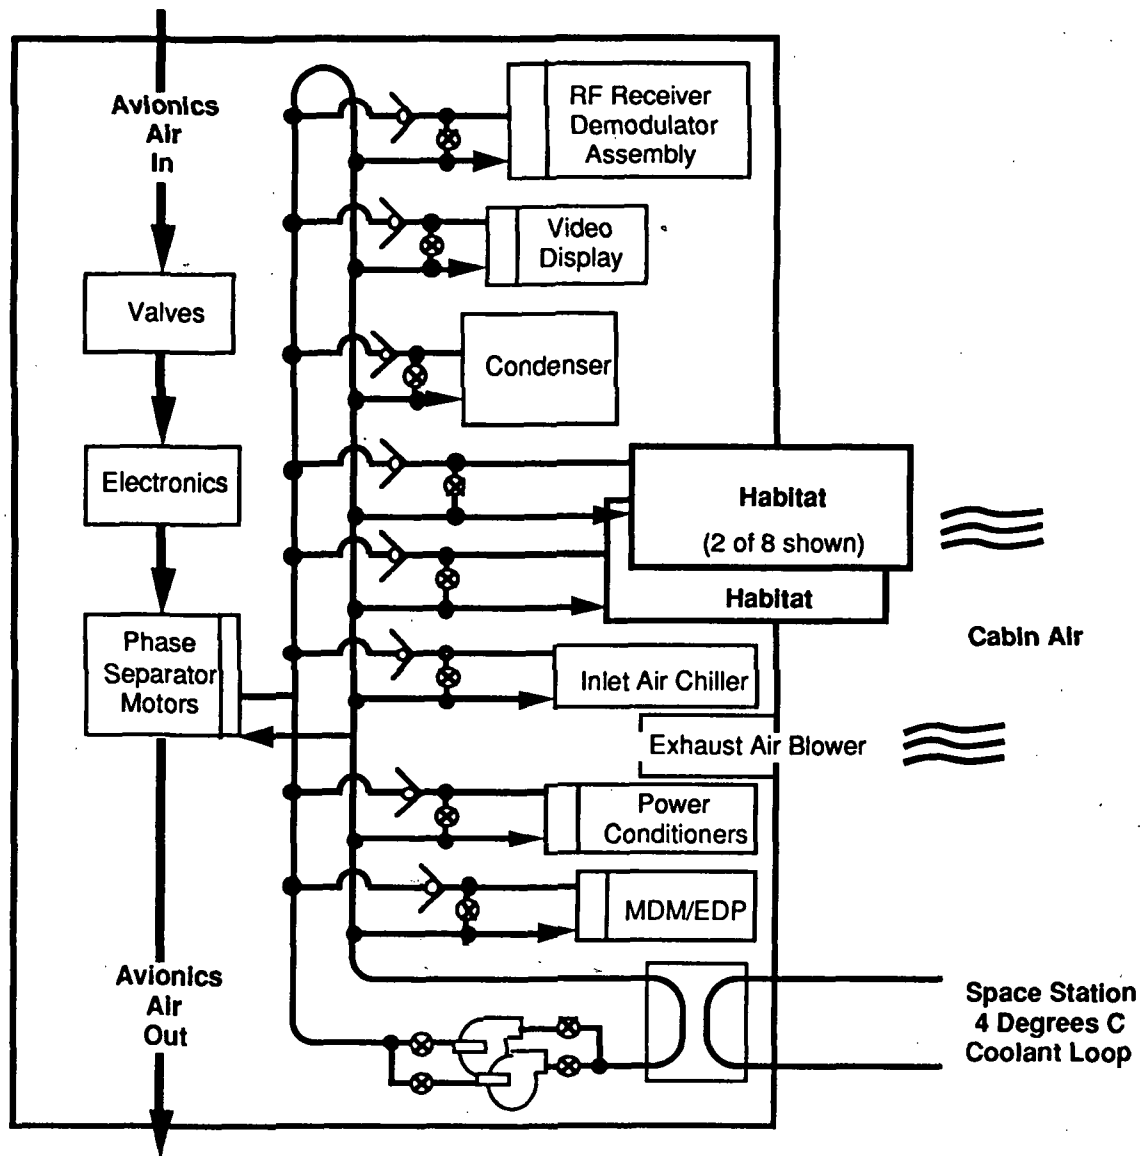 Avionics
Air
In
Valves
Electronics
Phase
Separator
Motors
Avionics
Air
Out
RF Receiver
Demodulator
Assembly
Video
Display
Condenser
Habitat
(2 of 8 shown)
Habitat
Inlet Air Chiller
Exhaust Air Blower
Power
Conditioners
MDM/EDP
Cabin Air
Space Station
4 Degrees C
Coolant Loop